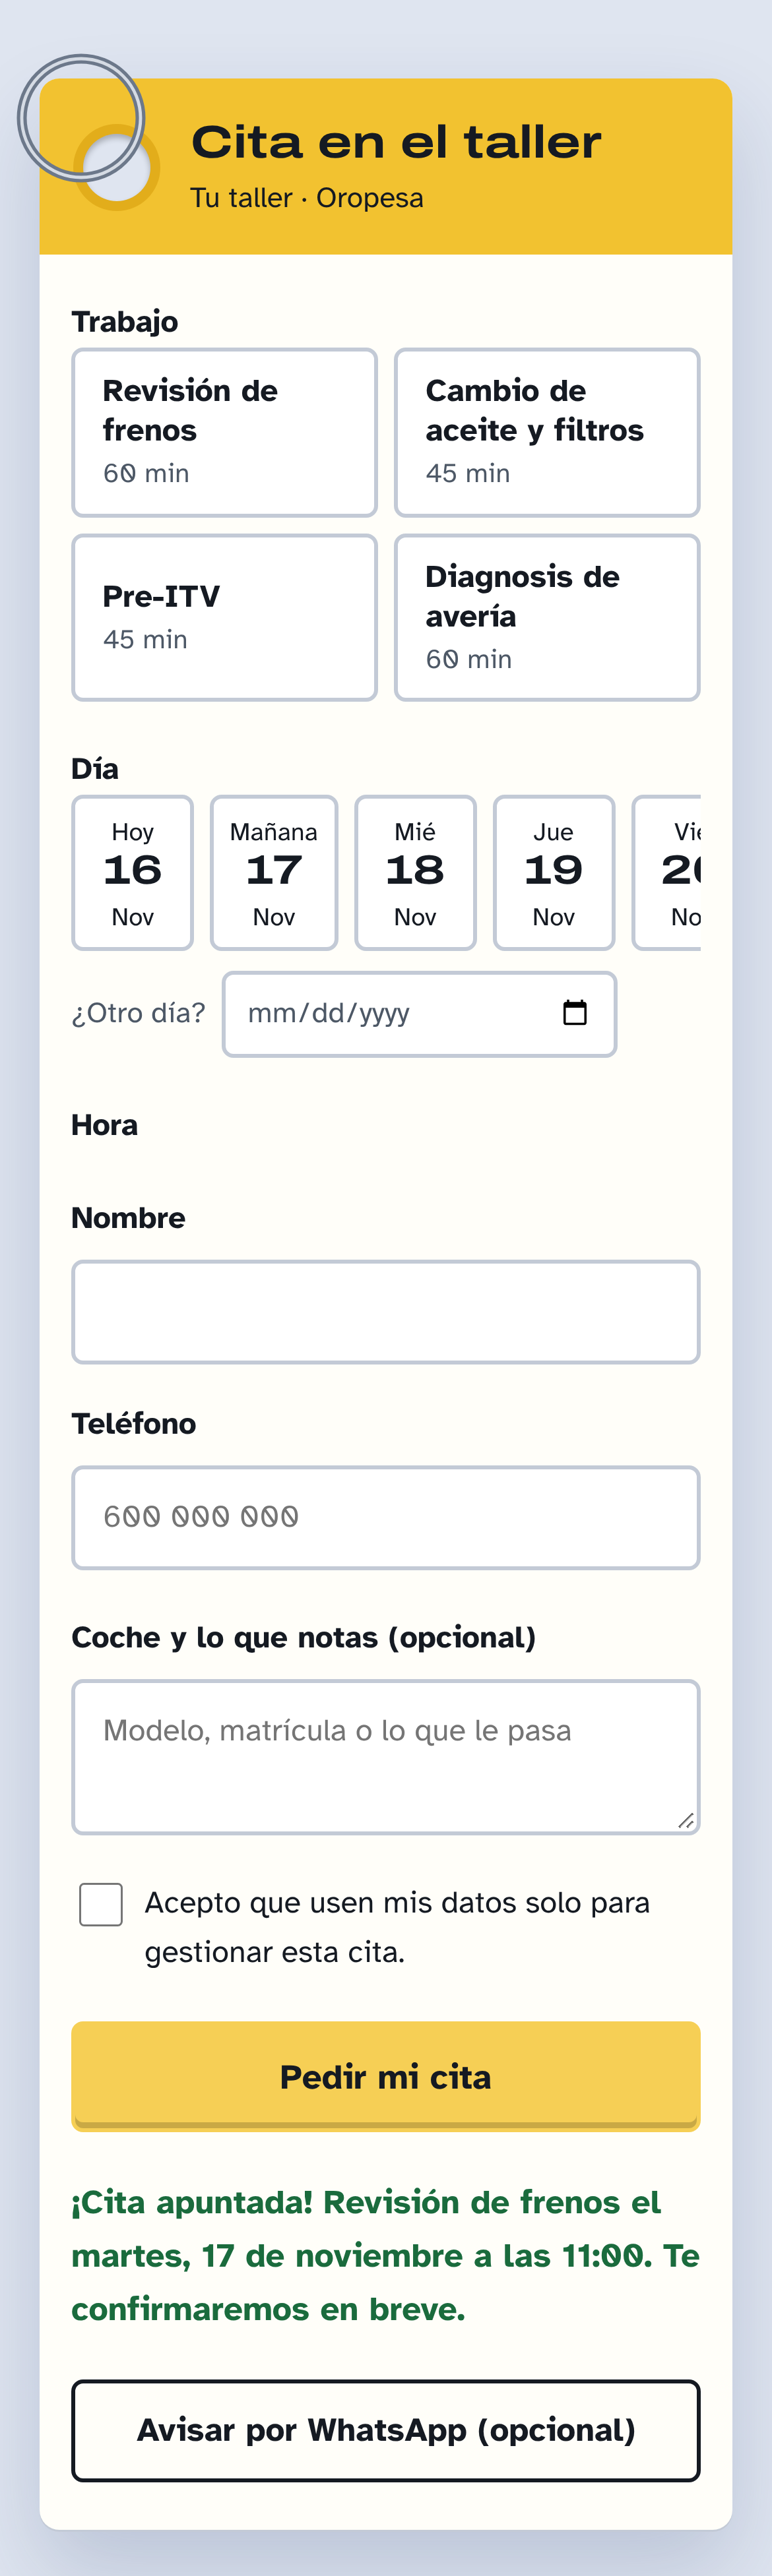 Cita en el taller
Tu taller · Oropesa
Trabajo
Revisión de
frenos
60 min
Cambio de
aceite y filtros
45 min
Pre-ITV
45 min
Diagnosis de
avería
60 min
Día
Hoy
16
Nov
Mañana
17
Nov
Mié
18
Nov
Jue
19
Nov
¿Otro día?
mm/dd/yyyy
Hora
Nombre
Teléfono
600 000 000
Coche y lo que notas (opcional)
Modelo, matrícula o lo que le pasa
Acepto que usen mis datos solo para
gestionar esta cita.
Pedir mi cita
¡Cita apuntada! Revisión de frenos el
martes, 17 de noviembre a las 11:00. Te
confirmaremos en breve.
Avisar por WhatsApp (opcional)